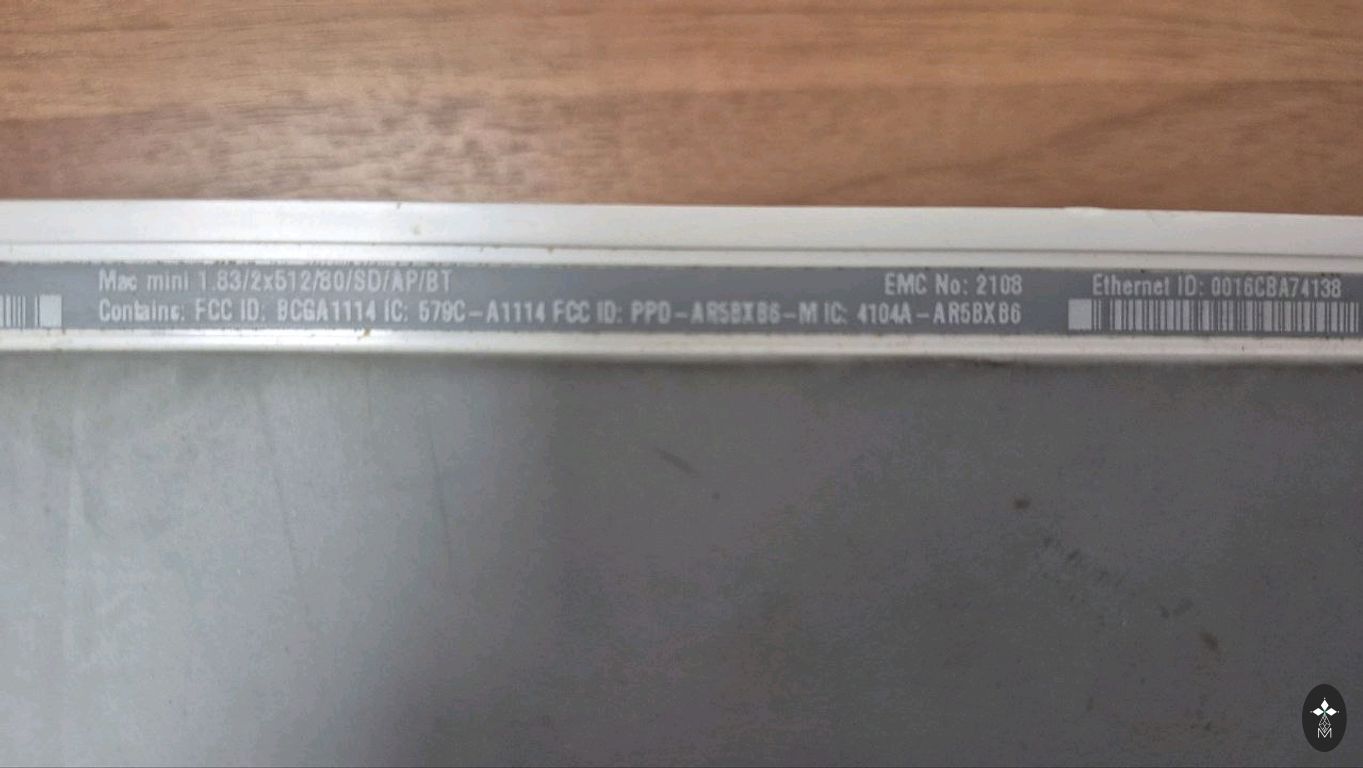 Mac mini 1.83/2x512/80/SD/AP/BT
Contains: FCC ID: BCGA1114 IC: 579C-A1114 FCC ID: PPD-AR5BXB6-M IC: 4104A-AR5BXB6
EMC No: 2108
Ethernet ID: 0016CBA74138
M